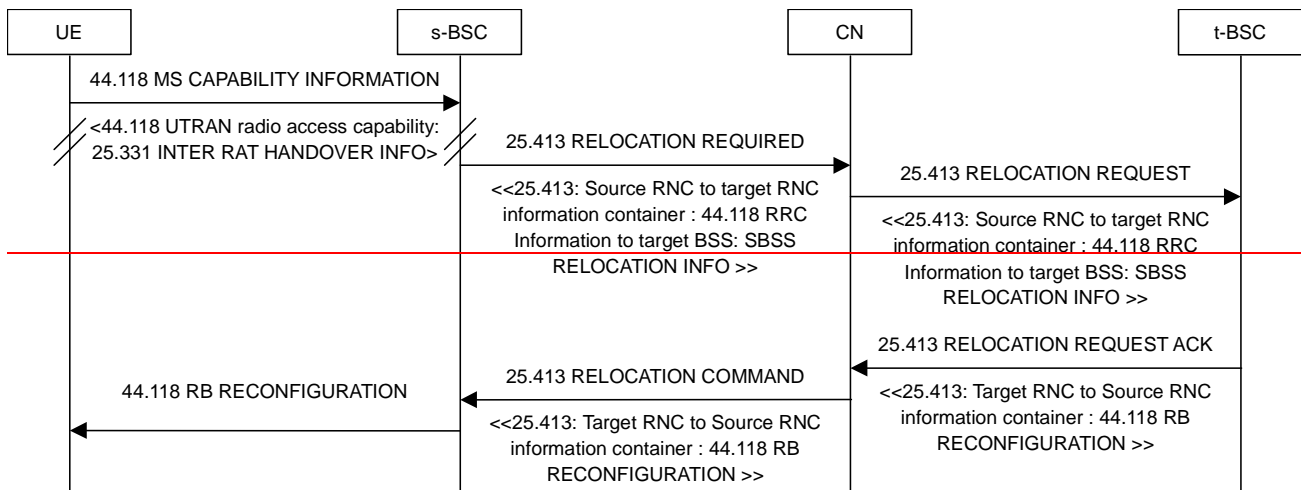 UE
s-BSC
CN
t-BSC
44.118 MS CAPABILITY INFORMATION
<44.118 UTRAN radio access capability:
25.331 INTER RAT HANDOVER INFO>
25.413 RELOCATION REQUIRED
<<25.413: Source RNC to target RNC
information container : 44.118 RRC
Information to target BSS: SBSS
RELOCATION INFO >>
25.413 RELOCATION REQUEST
<<25.413: Source RNC to target RNC
information container : 44.118 RRC
Information to target BSS: SBSS
RELOCATION INFO >>
25.413 RELOCATION REQUEST ACK
<<25.413: Target RNC to Source RNC
information container : 44.118 RB
RECONFIGURATION >>
25.413 RELOCATION COMMAND
<<25.413: Target RNC to Source RNC
information container : 44.118 RB
RECONFIGURATION >>
44.118 RB RECONFIGURATION